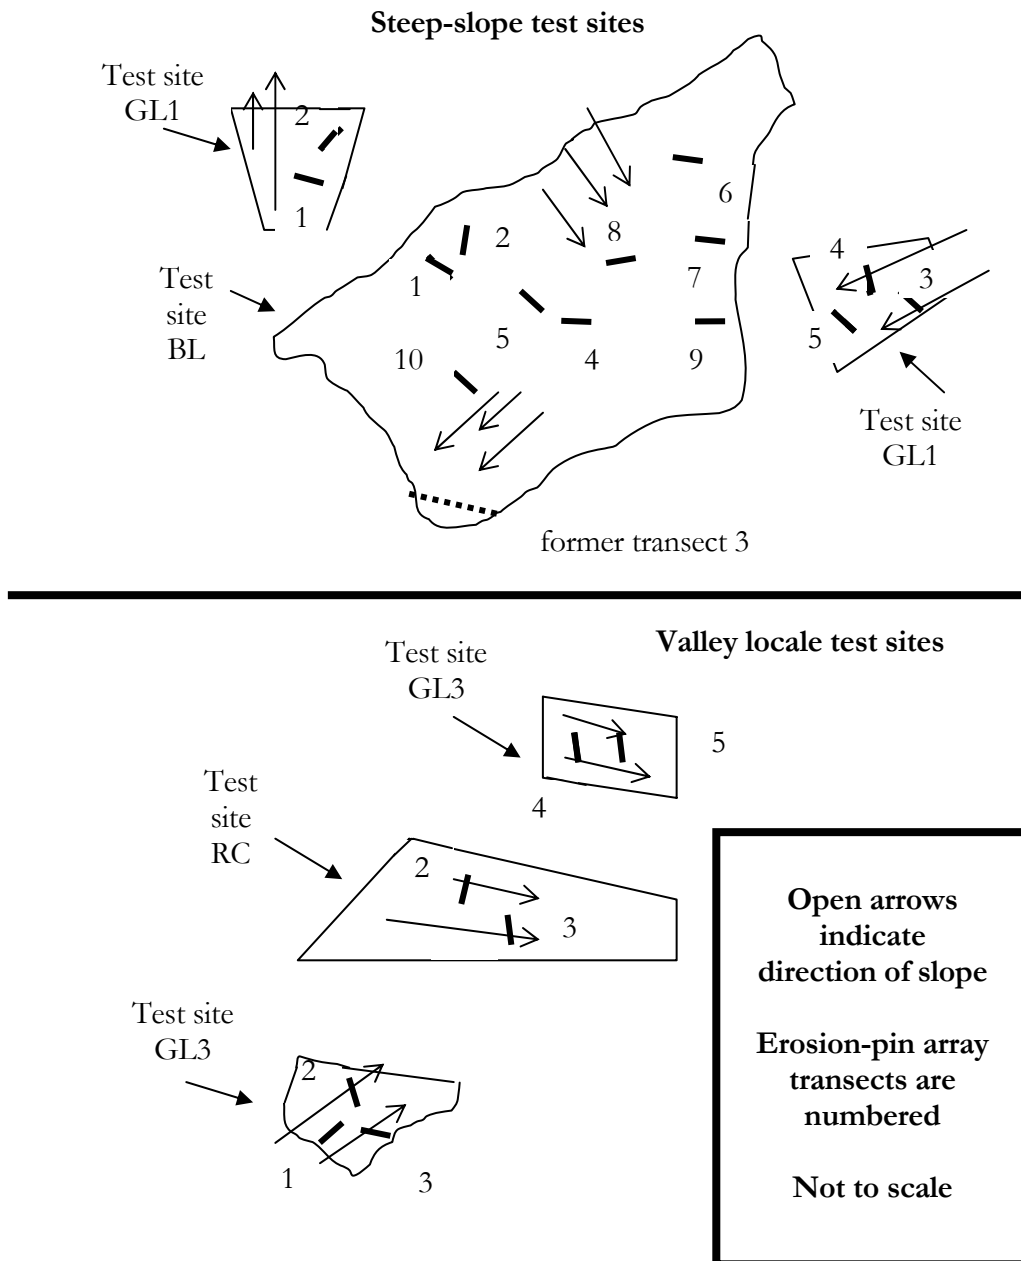 Steep-slope test sites
Test site
GL1
2
1
Test
site
BL
1
2
5
10
4
8
6
7
9
former transect 3
4
3
5
Test site
GL1
Valley locale test sites
Test site
GL3
5
4
Test
site
RC
2
3
Test site
GL3
2
1
3
Open arrows
indicate
direction of slope
Erosion-pin array
transects are
numbered
Not to scale